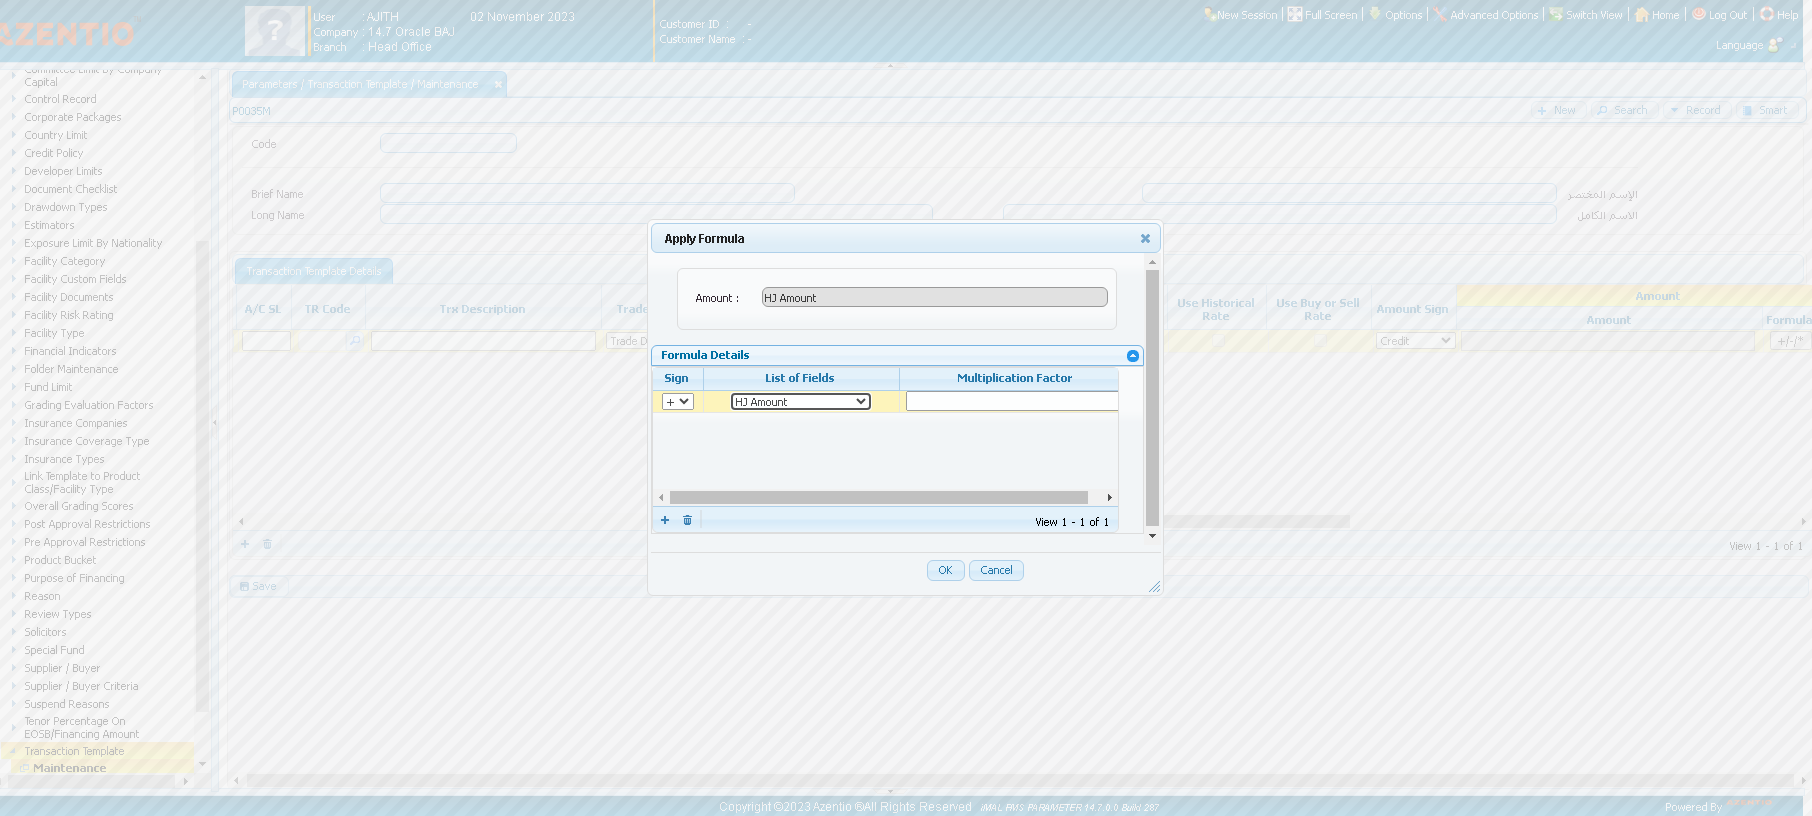 AZENTIO
User : AJITH 02 November 2023
Company : 14.7 Oracle BAJ
Branch : Head Office
Customer ID : -
Customer Name : -
New Session Full Screen Options Advanced Options Switch View Home Log Out Help
Language
Committed Limit By Company
Capital
Control Record
Corporate Packages
Country Limit
Credit Policy
Developer Limits
Document Checklist
Drawdown Types
Estimators
Exposure Limit By Nationality
Facility Category
Facility Custom Fields
Facility Documents
Facility Risk Rating
Facility Type
Financial Indicators
Folder Maintenance
Fund Limit
Grading Evaluation Factors
Insurance Companies
Insurance Coverage Type
Insurance Types
Link Template to Product
Class/Facility Type
Overall Grading Scores
Post Approval Restrictions
Pre Approval Restrictions
Product Bucket
Purpose of Financing
Reason
Review Types
Solicitors
Special Fund
Supplier / Buyer
Supplier / Buyer Criteria
Suspend Reasons
Tenor Percentage On
EOSB/Financing Amount
Transaction Template
Maintenance
Parameters / Transaction Template / Maintenance
P0035M
New Search Record Smart
Code
Brief Name الإسم المختصر
Long Name الاسم الكامل
Transaction Template Details
A/C SL TR Code Trx Description Trade
Use Historical Rate Use Buy or Sell Rate Amount Sign Amount
Amount Formula
Trade D Credit +/-/*
View 1 - 1 of 1
Save
Apply Formula
Amount : HJ Amount
Formula Details
Sign List of Fields Multiplication Factor
+ HJ Amount
View 1 - 1 of 1
OK Cancel
Copyright ©2023 Azentio ®All Rights Reserved IMAL RMS PARAMETER 14.7.0.0 Build 287
Powered By